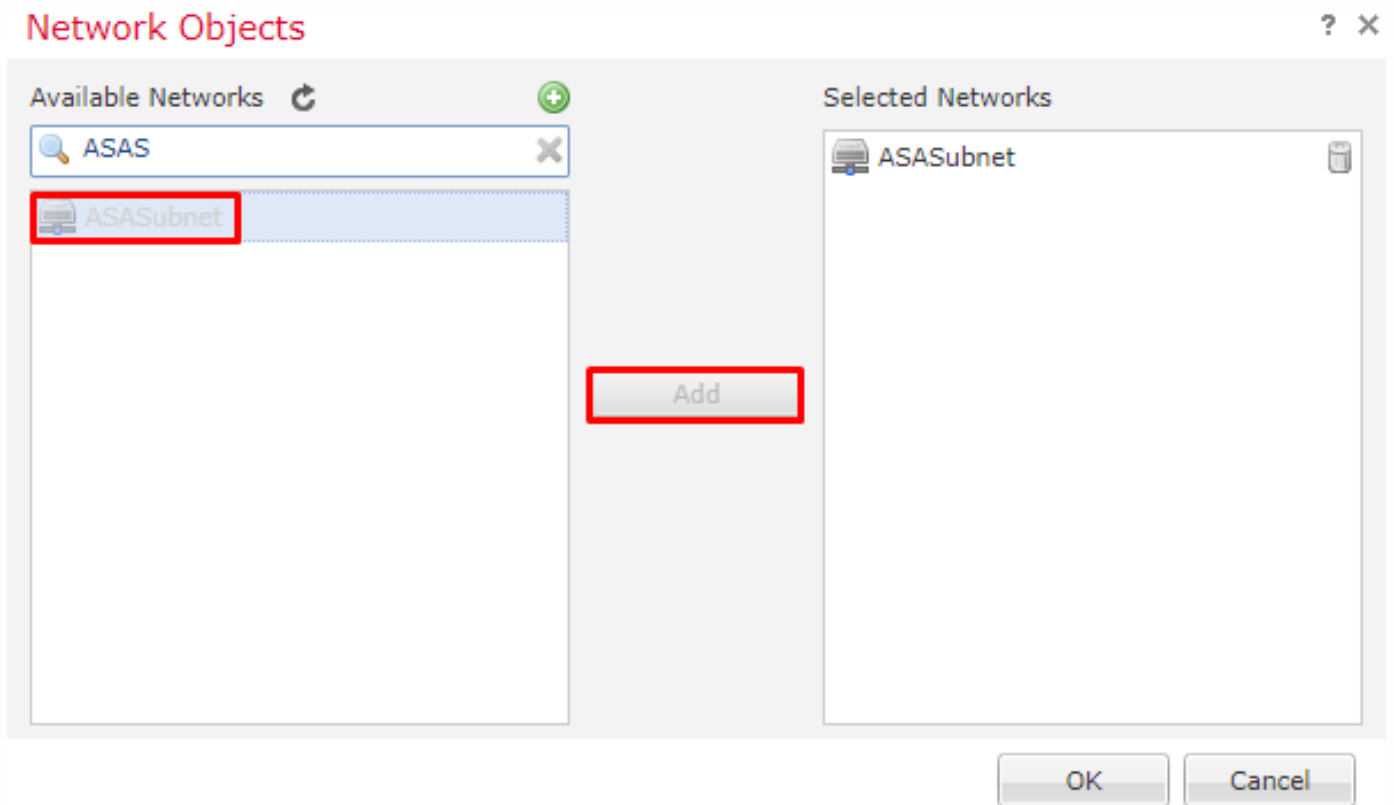 Network Objects
?
Available Networks
Selected Networks
ASAS
ASASubnet
ASASubnet
Add
OK
Cancel